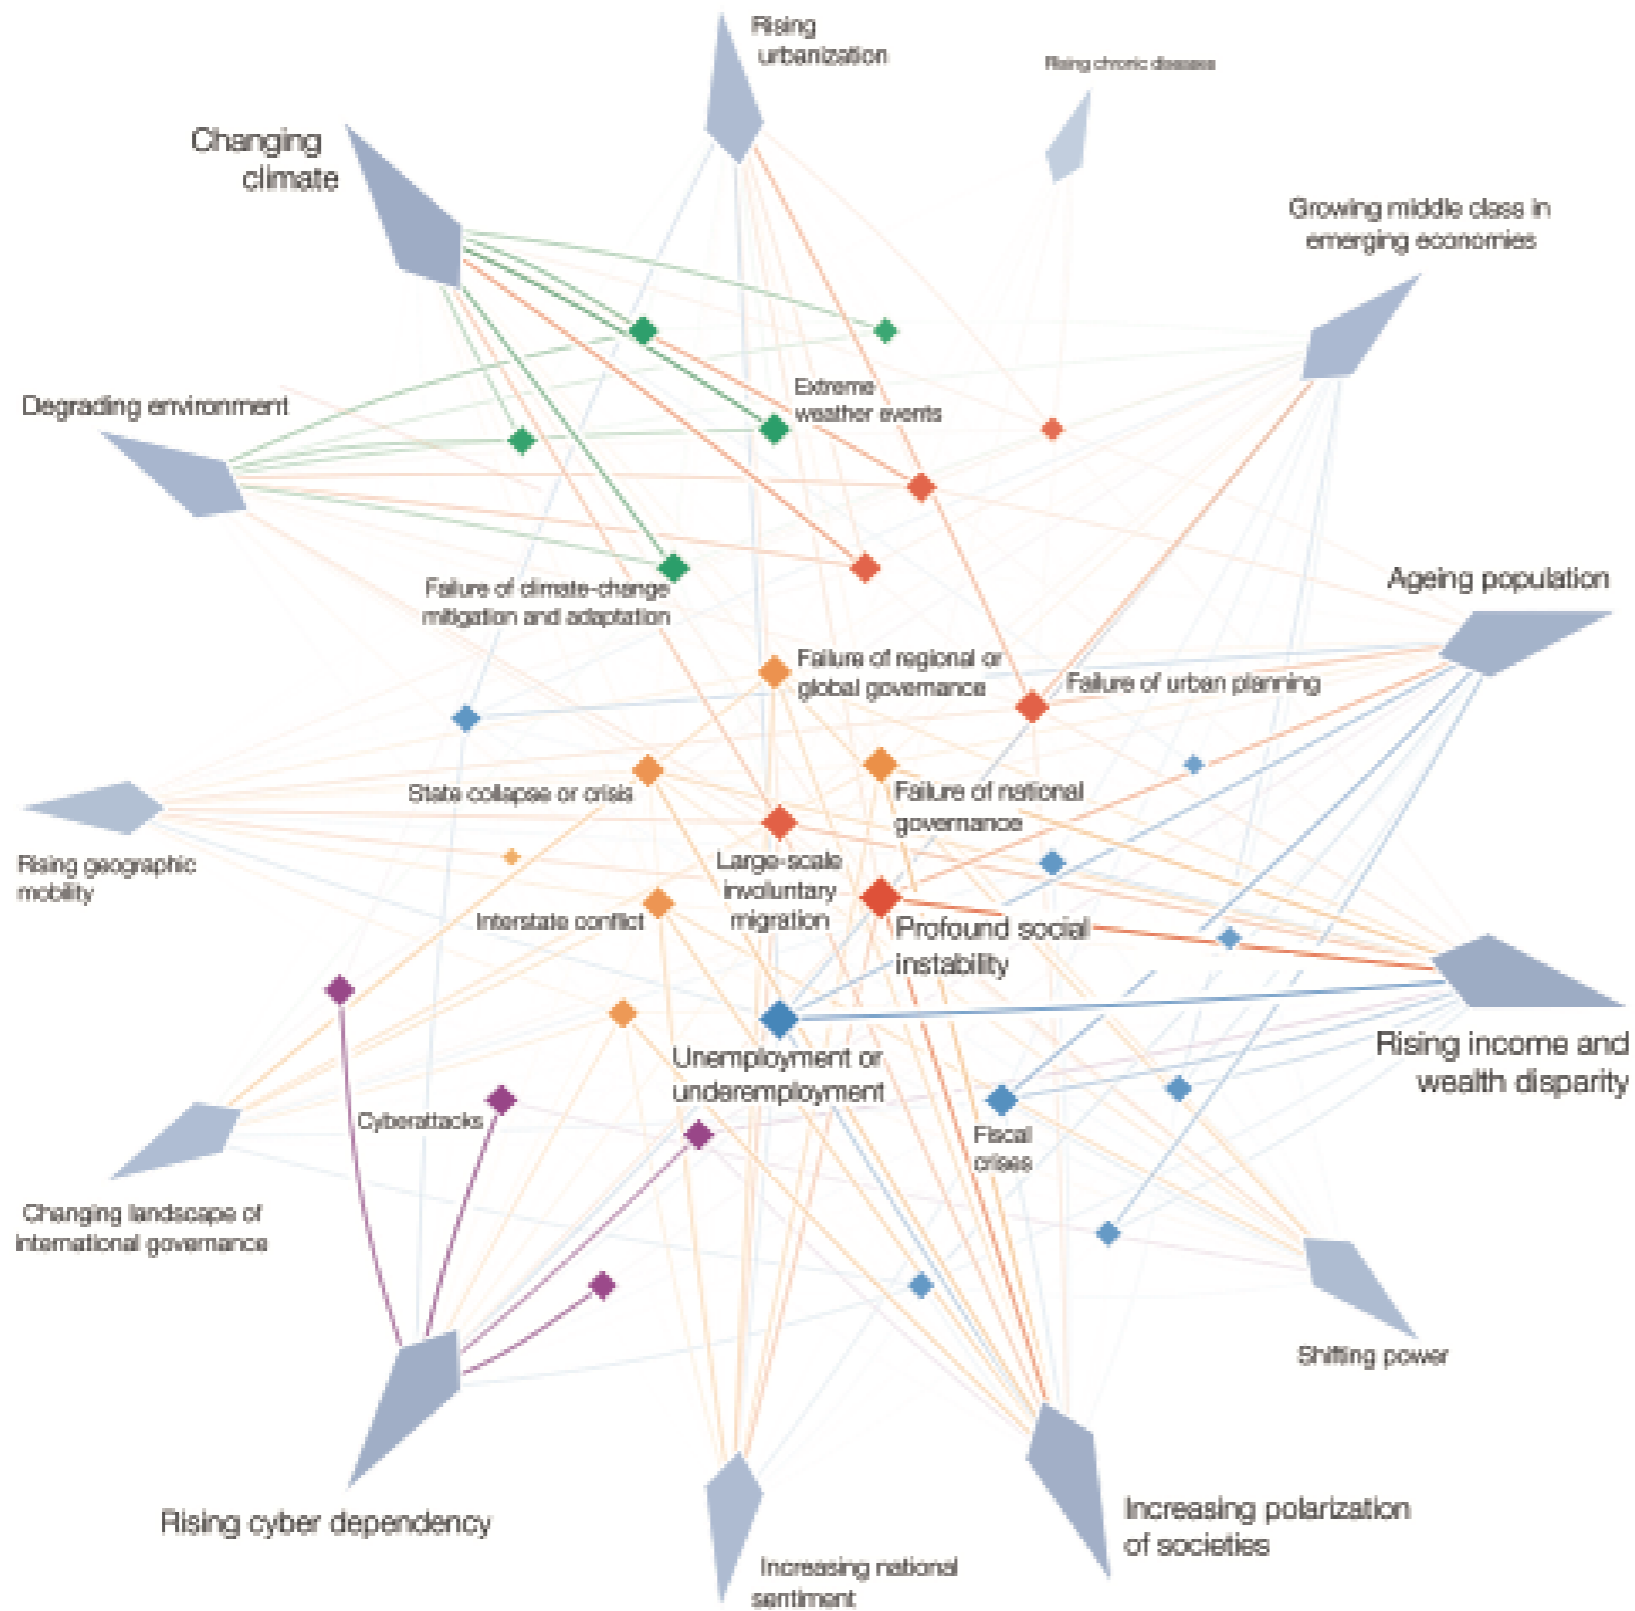 Rising
urbanization
Rising chronic diseases
Changing
climate
Growing middle class in
emerging economies
Extreme
weather events
Degrading environment
Failure of climate-change
mitigation and adaptation
Ageing population
Failure of regional or
global governance
Failure of urban planning
State collapse or crisis
Failure of national
governance
Rising geographic
mobility
Large-scale
involuntary
migration
Interstate conflict
Profound social
instability
Unemployment or
underemployment
Rising income and
wealth disparity
Cyberattacks
Fiscal
crises
Changing landscape of
international governance
Shifting power
Rising cyber dependency
Increasing polarization
of societies
Increasing national
sentiment